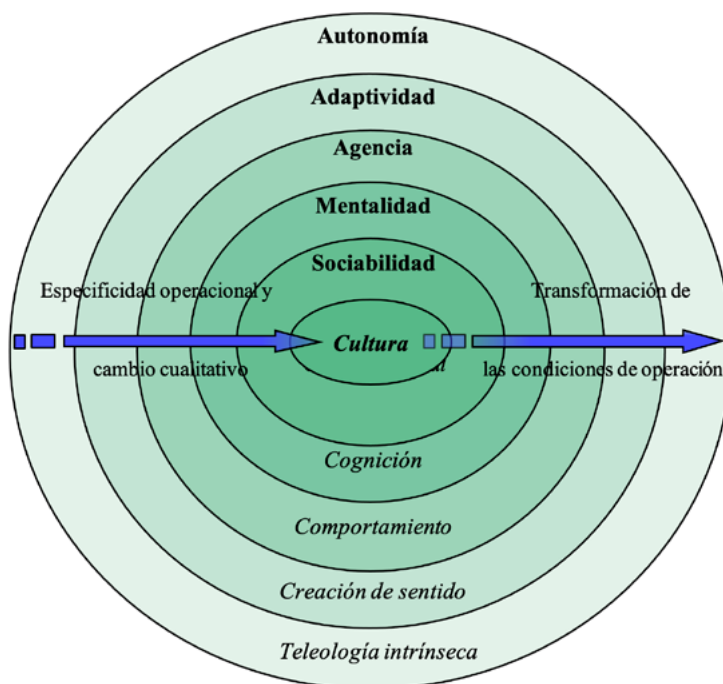 Autonomía
Adaptividad
Agencia
Mentalidad
Sociabilidad
Especificidad operacional y
Transformación de
Cultura
cambio cualitativo
las condiciones de operación
Cognición
Comportamiento
Creación de sentido
Teleología intrínseca